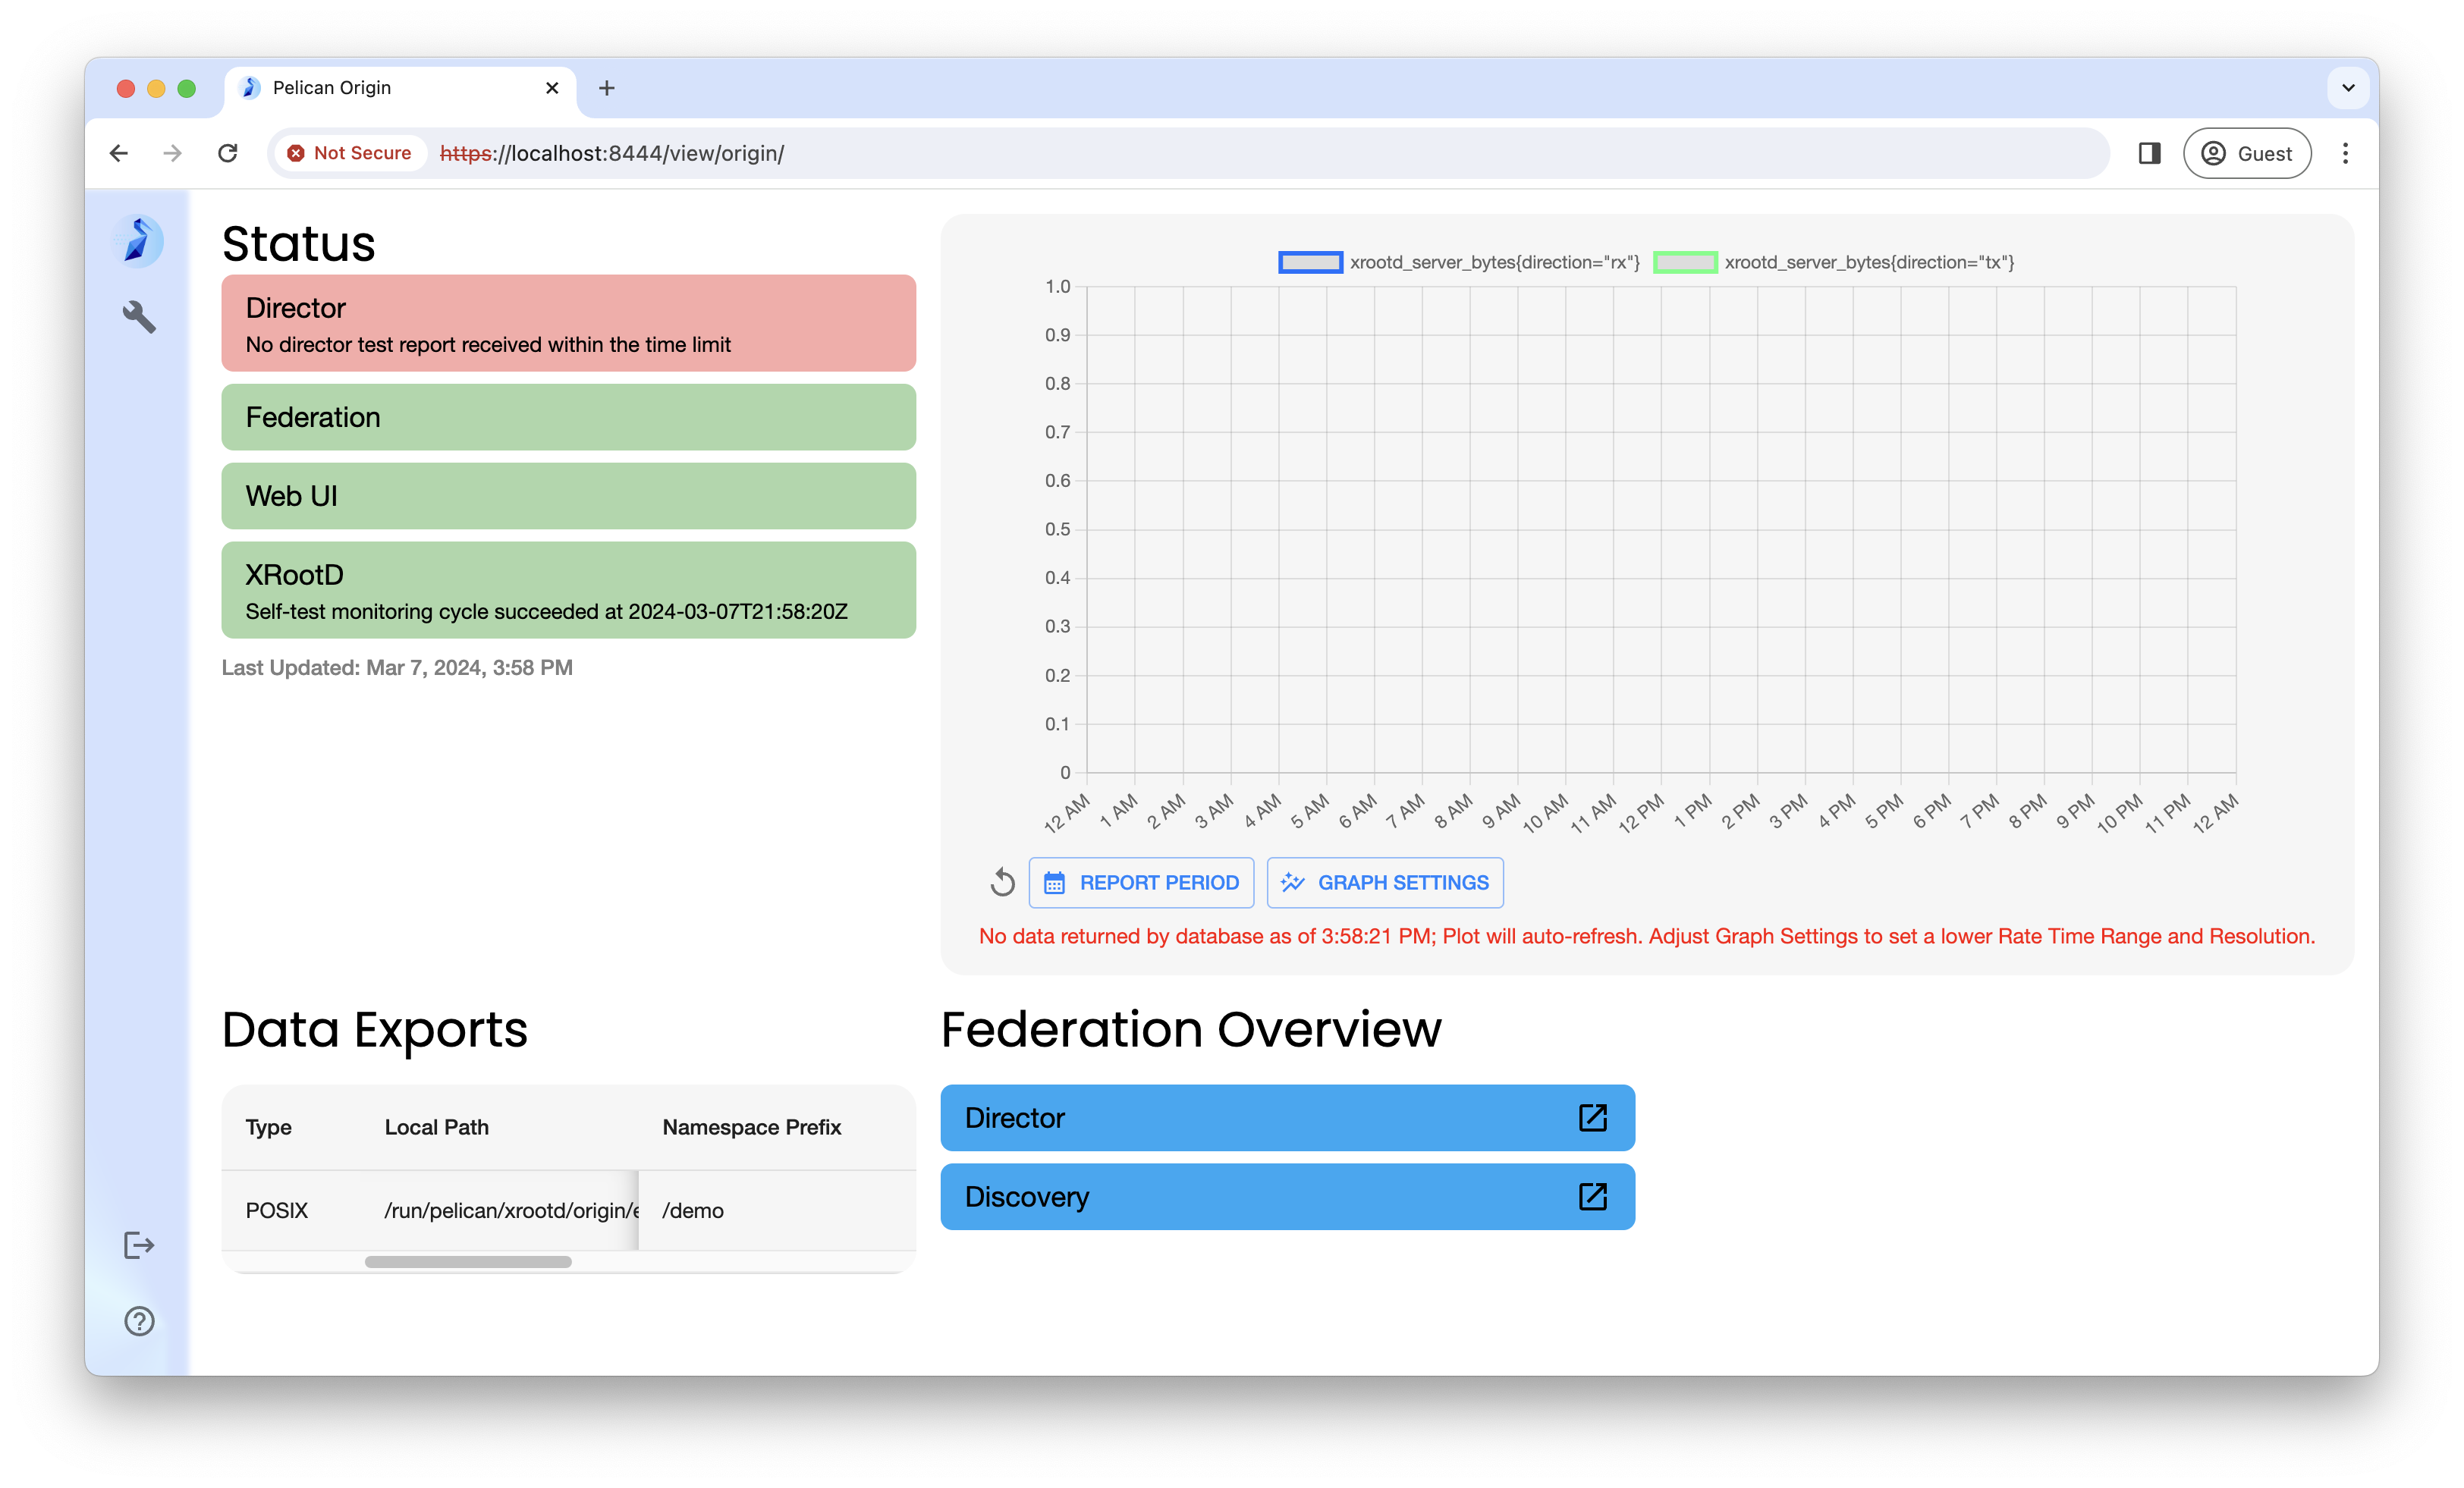 Pelican Origin
Not Secure https://localhost:8444/view/origin/
Guest
Status
Director
No director test report received within the time limit
Federation
Web UI
XRootD
Self-test monitoring cycle succeeded at 2024-03-07T21:58:20Z
Last Updated: Mar 7, 2024, 3:58 PM
xrootd_server_bytes{direction="rx"} xrootd_server_bytes{direction="tx"}
1.0
0.9
0.8
0.7
0.6
0.5
0.4
0.3
0.2
0.1
0
12 AM 1 AM 2 AM 3 AM 4 AM 5 AM 6 AM 7 AM 8 AM 9 AM 10 AM 11 AM 12 PM 1 PM 2 PM 3 PM 4 PM 5 PM 6 PM 7 PM 8 PM 9 PM 10 PM 11 PM 12 AM
REPORT PERIOD GRAPH SETTINGS
No data returned by database as of 3:58:21 PM; Plot will auto-refresh. Adjust Graph Settings to set a lower Rate Time Range and Resolution.
Data Exports
Type Local Path Namespace Prefix
POSIX /run/pelican/xrootd/origin/e /demo
Federation Overview
Director
Discovery